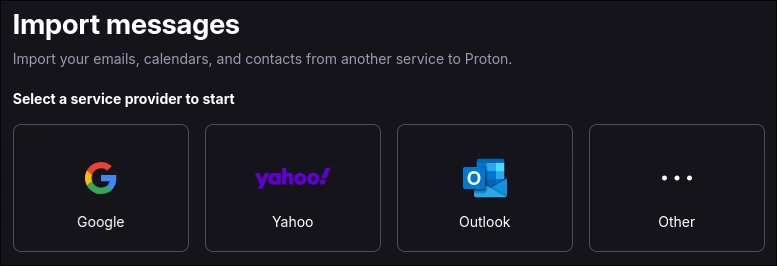 Import messages
Import your emails, calendars, and contacts from another service to Proton.
Select a service provider to start
yahoo!
O
Google
Yahoo
Outlook
Other